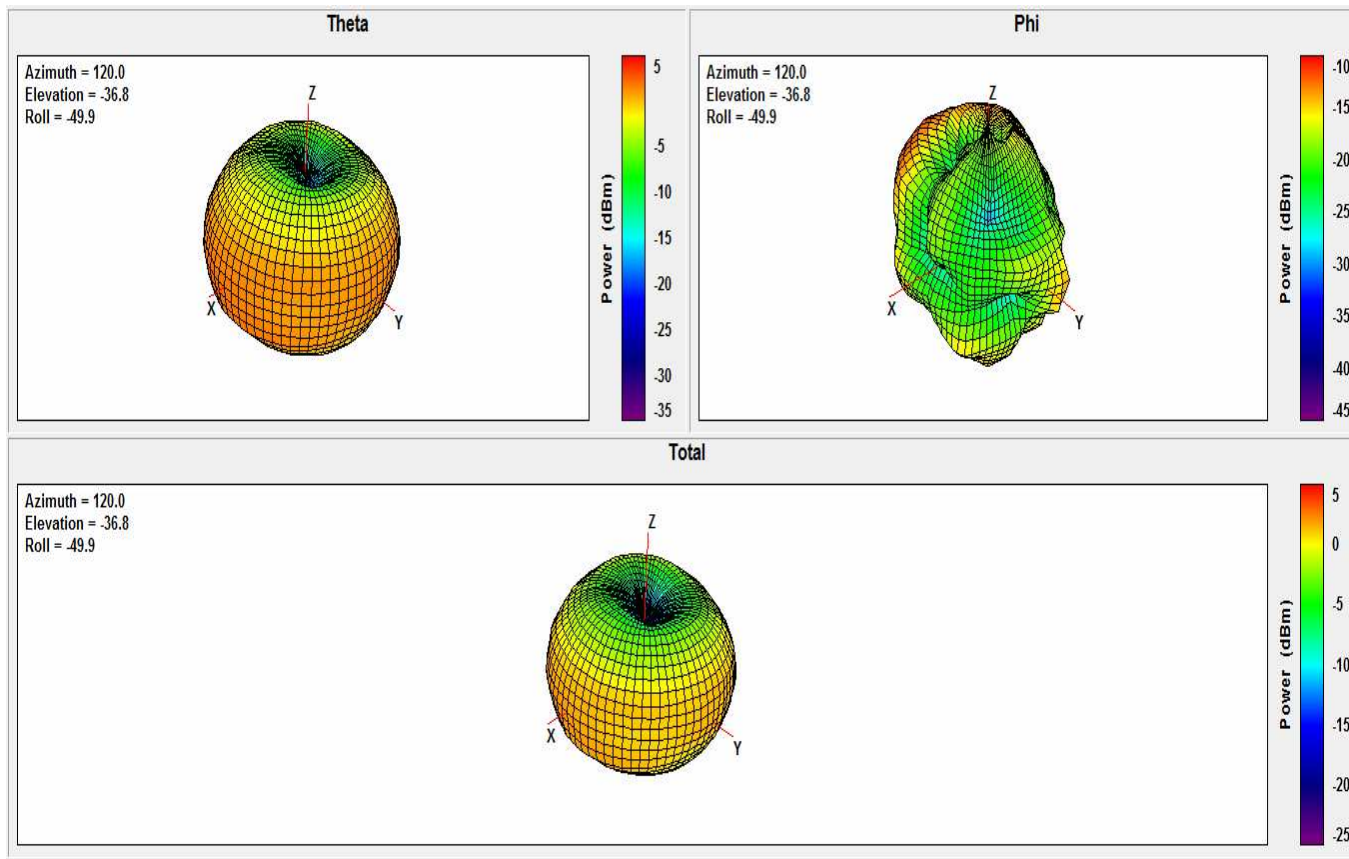 Theta
Azimuth = 120.0
Elevation = -36.8
Roll = -49.9
Z
X
Y
5
-5
-10
-15
-20
-25
-30
-35
Power (dBm)
Phi
Azimuth = 120.0
Elevation = -36.8
Roll = -49.9
Z
X
Y
-10
-15
-20
-25
-30
-35
-40
-45
Power (dBm)
Total
Azimuth = 120.0
Elevation = -36.8
Roll = -49.9
Z
X
Y
5
0
-5
-10
-15
-20
-25
Power (dBm)